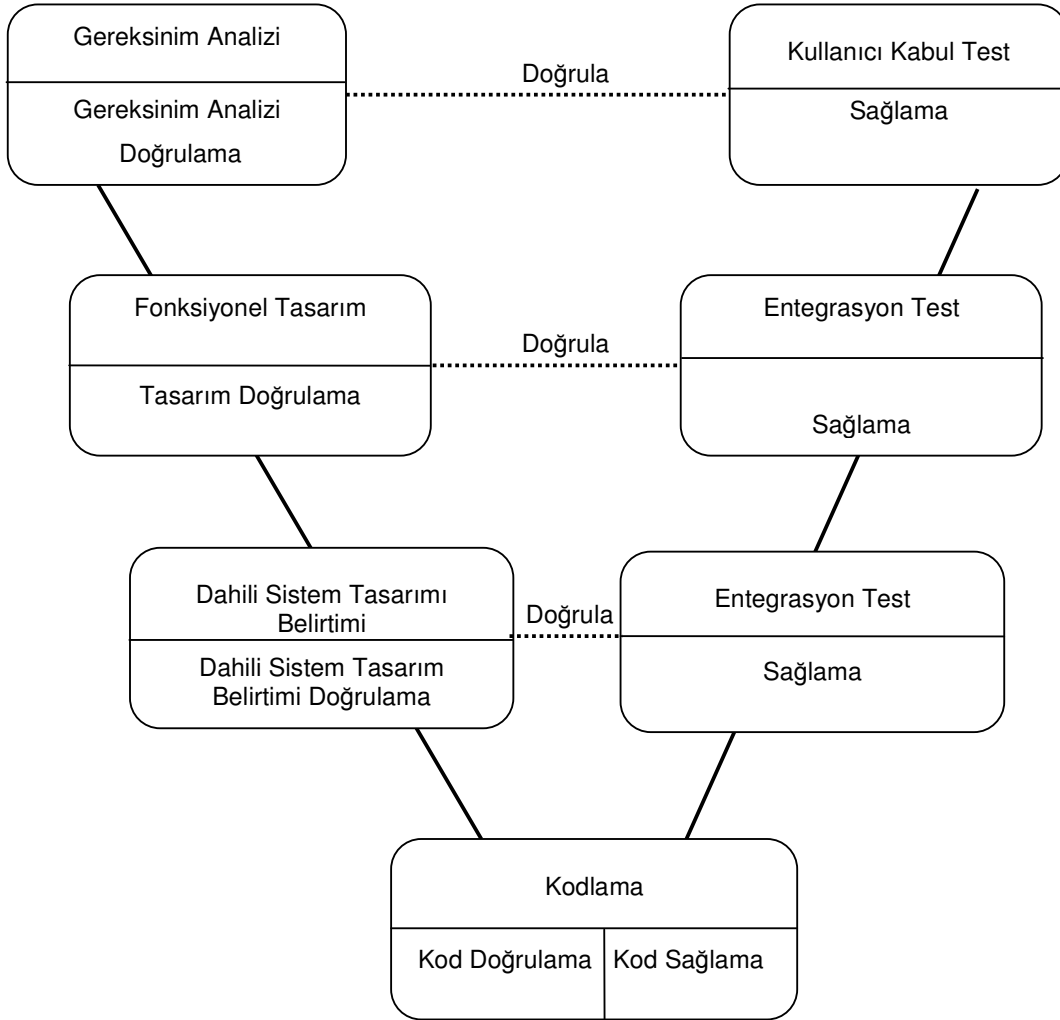 Gereksinim Analizi
Gereksinim Analizi
Doğrulama
Doğrula
Kullanıcı Kabul Test
Sağlama
Fonksiyonel Tasarım
Tasarım Doğrulama
Doğrula
Entegrasyon Test
Sağlama
Dahili Sistem Tasarımı
Belirtimi
Dahili Sistem Tasarım
Belirtimi Doğrulama
Doğrula
Entegrasyon Test
Sağlama
Kodlama
Kod Doğrulama
Kod Sağlama